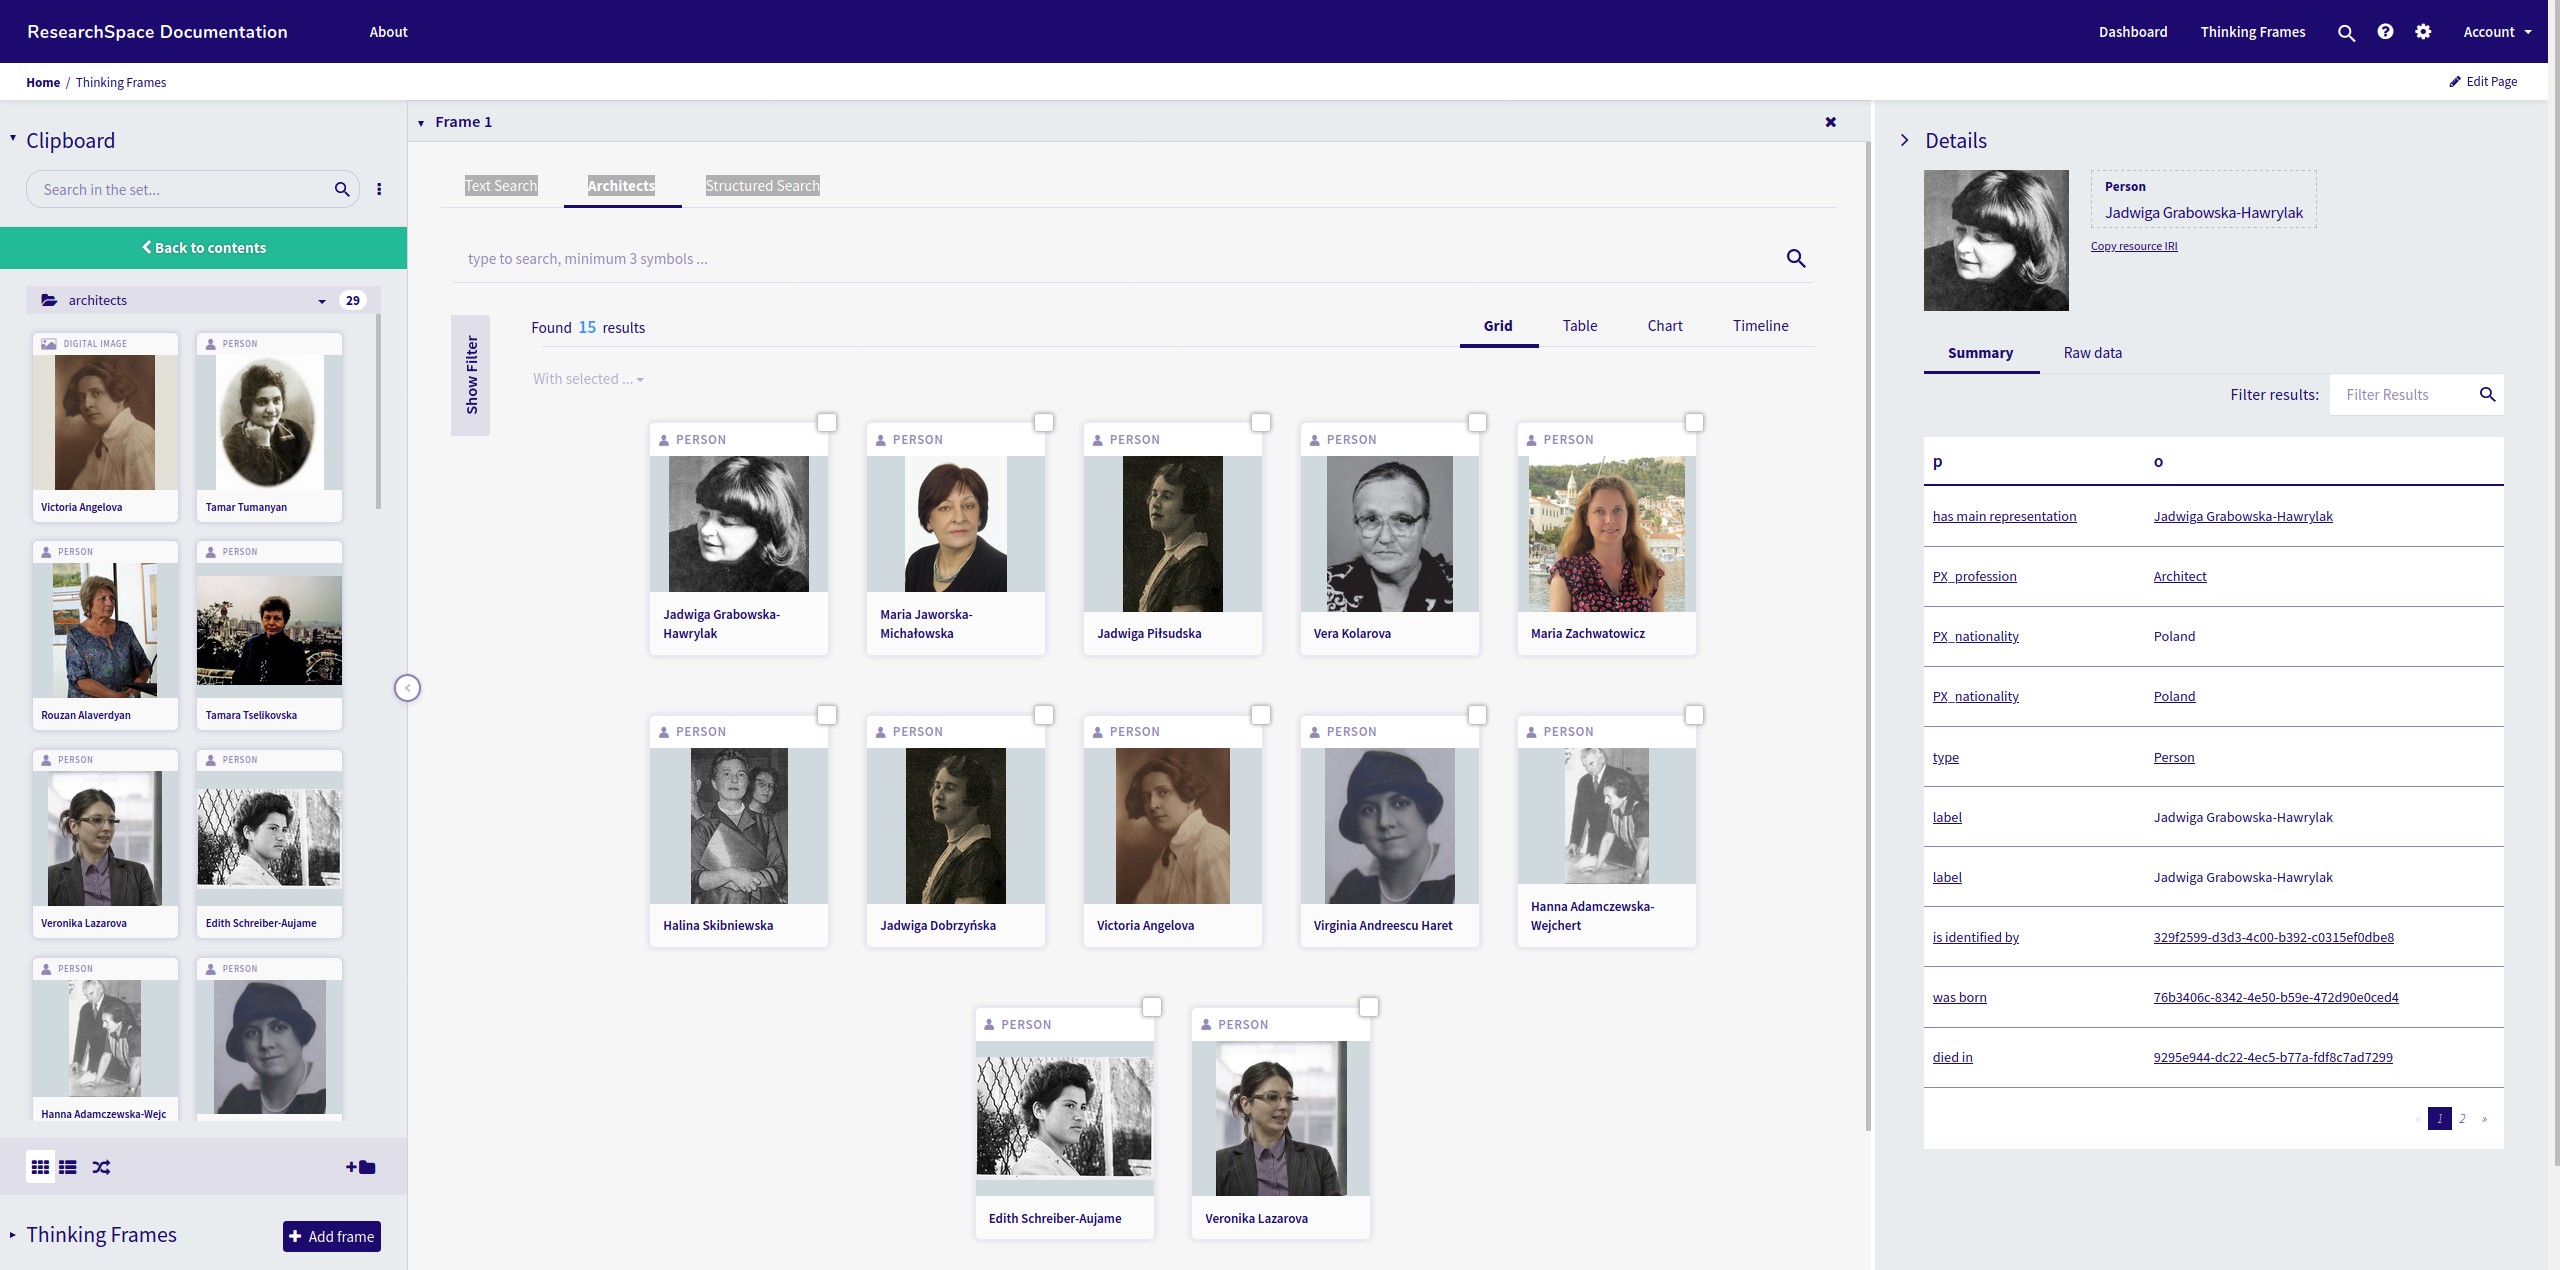 ResearchSpace Documentation
About
Dashboard
Thinking Frames
Account
Home / Thinking Frames
Edit Page
Clipboard
Search in the set...
Back to contents
architects
29
DIGITAL IMAGE
Victoria Angelova
PERSON
Tamar Tumanyan
PERSON
Rouzan Alaverdyan
PERSON
Tamara Tselikovska
PERSON
Veronika Lazarova
PERSON
Edith Schreiber-Aujame
PERSON
Hanna Adamczewska-Wejc
PERSON
Thinking Frames
Add frame
Frame 1
Text Search
Architects
Structured Search
type to search, minimum 3 symbols ...
Show Filter
Found 15 results
Grid
Table
Chart
Timeline
With selected ...
PERSON
Jadwiga Grabowska-
Hawrylak
PERSON
Maria Jaworska-
Michałowska
PERSON
Jadwiga Piłsudska
PERSON
Vera Kolarova
PERSON
Maria Zachwatowicz
PERSON
Halina Skibniewska
PERSON
Jadwiga Dobrzyńska
PERSON
Victoria Angelova
PERSON
Virginia Andreescu Haret
PERSON
Hanna Adamczewska-
Wejchert
PERSON
Edith Schreiber-Aujame
PERSON
Veronika Lazarova
Details
Person
Jadwiga Grabowska-Hawrylak
Copy resource IRI
Summary
Raw data
Filter results:
Filter Results
p o
has main representation Jadwiga Grabowska-Hawrylak
PX_profession Architect
PX_nationality Poland
PX_nationality Poland
type Person
label Jadwiga Grabowska-Hawrylak
label Jadwiga Grabowska-Hawrylak
is identified by 329f2599-d3d3-4c00-b392-c0315ef0dbe8
was born 76b3406c-8342-4e50-b59e-472d90e0ced4
died in 9295e944-dc22-4ec5-b77a-fdf8c7ad7299
« 1 2 »